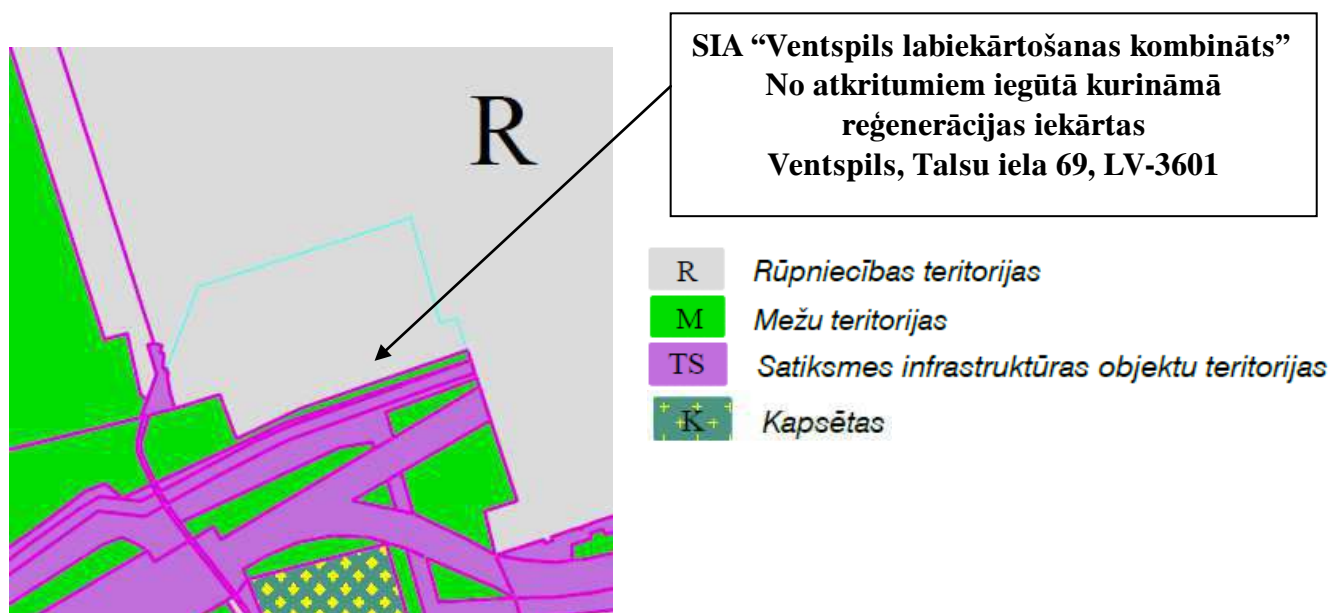 SIA “Ventspils labiekārtošanas kombināts”
No atkritumiem iegūtā kurināmā
reģenerācijas iekārtas
Ventspils, Talsu iela 69, LV-3601
R
R Rūpniecības teritorijas
M Mežu teritorijas
TS Satiksmes infrastruktūras objektu teritorijas
K Kapsētas